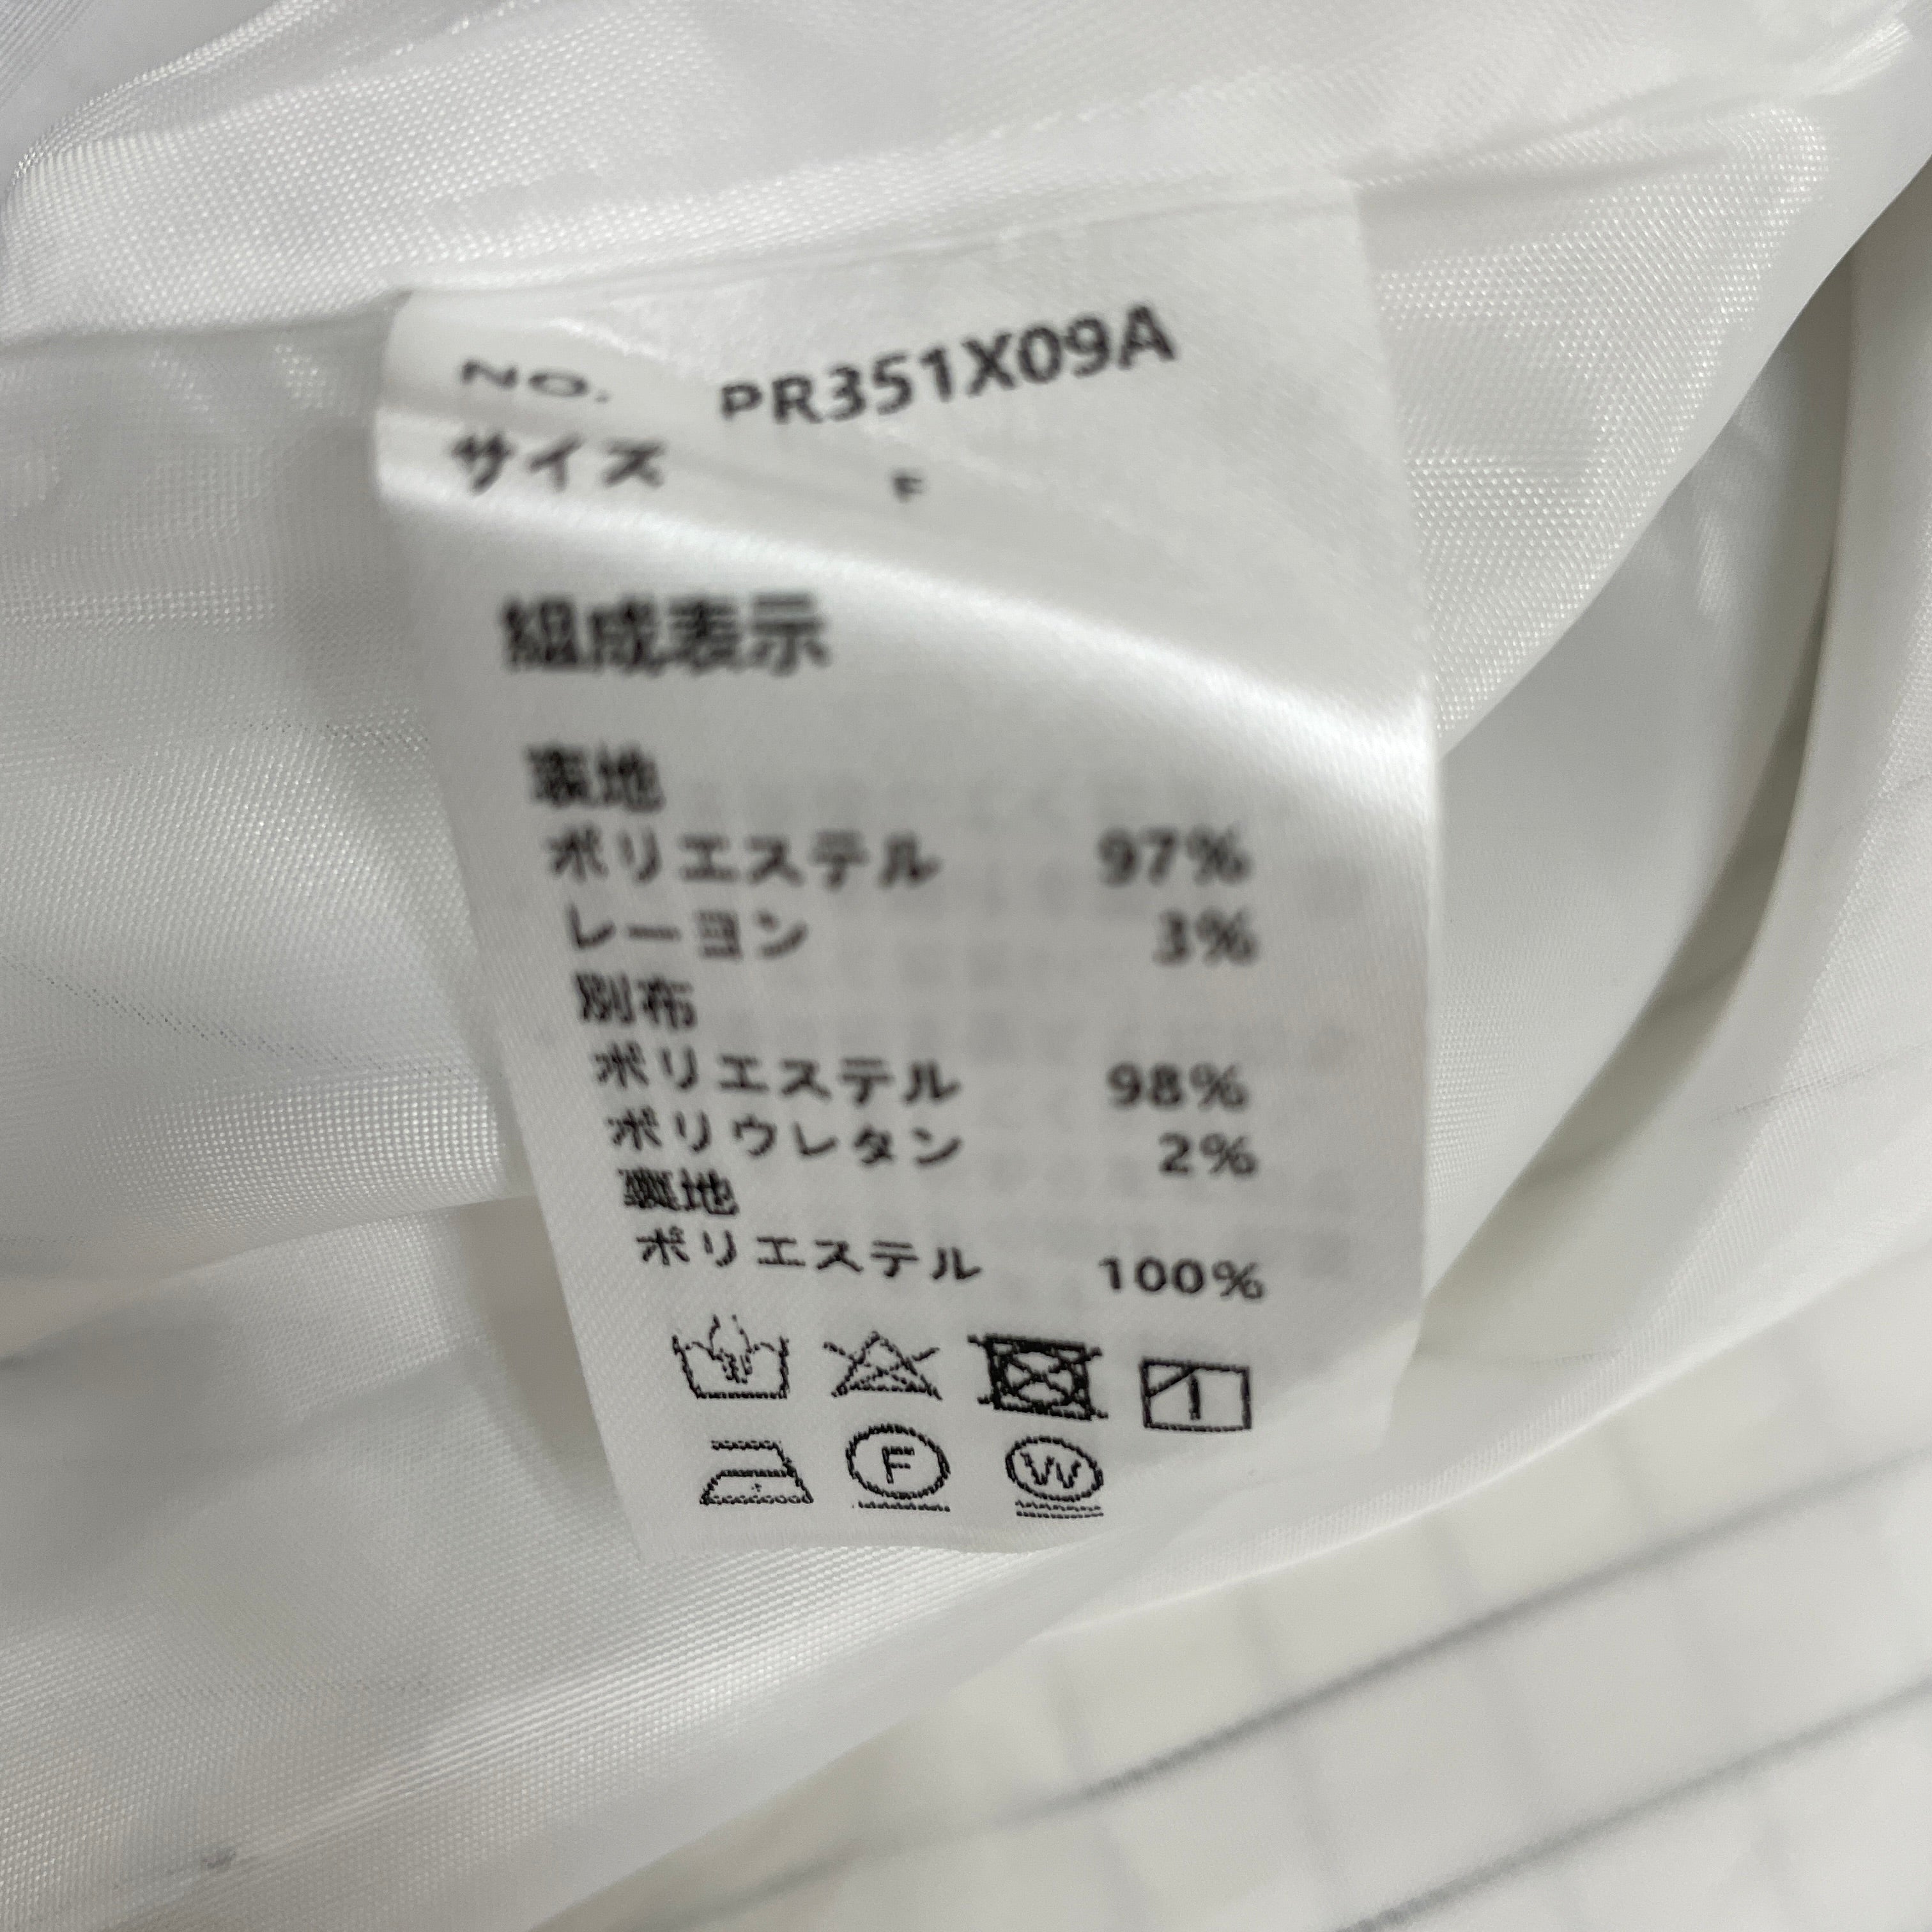 NO. PR351X09A
サイズ F
組成表示
表地
ポリエステル 97%
レーヨン 3%
別布
ポリエステル 98%
ポリウレタン 2%
裏地
ポリエステル 100%
F W